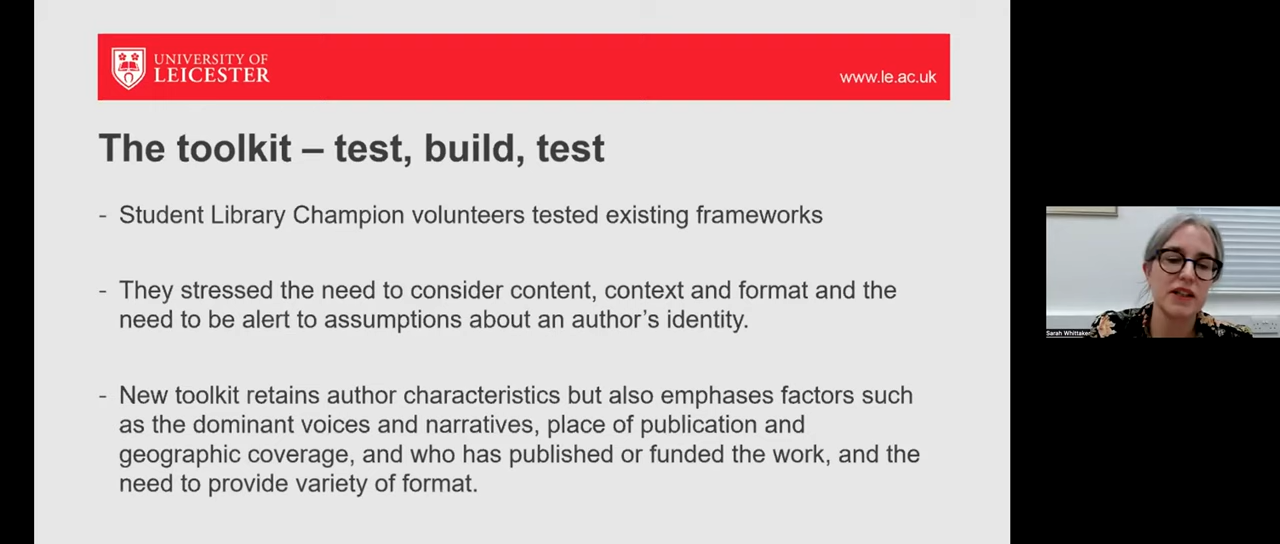 UNIVERSITY OF
LEICESTER
www.le.ac.uk
The toolkit – test, build, test
- Student Library Champion volunteers tested existing frameworks
- They stressed the need to consider content, context and format and the
need to be alert to assumptions about an author's identity.
- New toolkit retains author characteristics but also emphases factors such
as the dominant voices and narratives, place of publication and
geographic coverage, and who has published or funded the work, and the
need to provide variety of format.
Sarah Whittaker